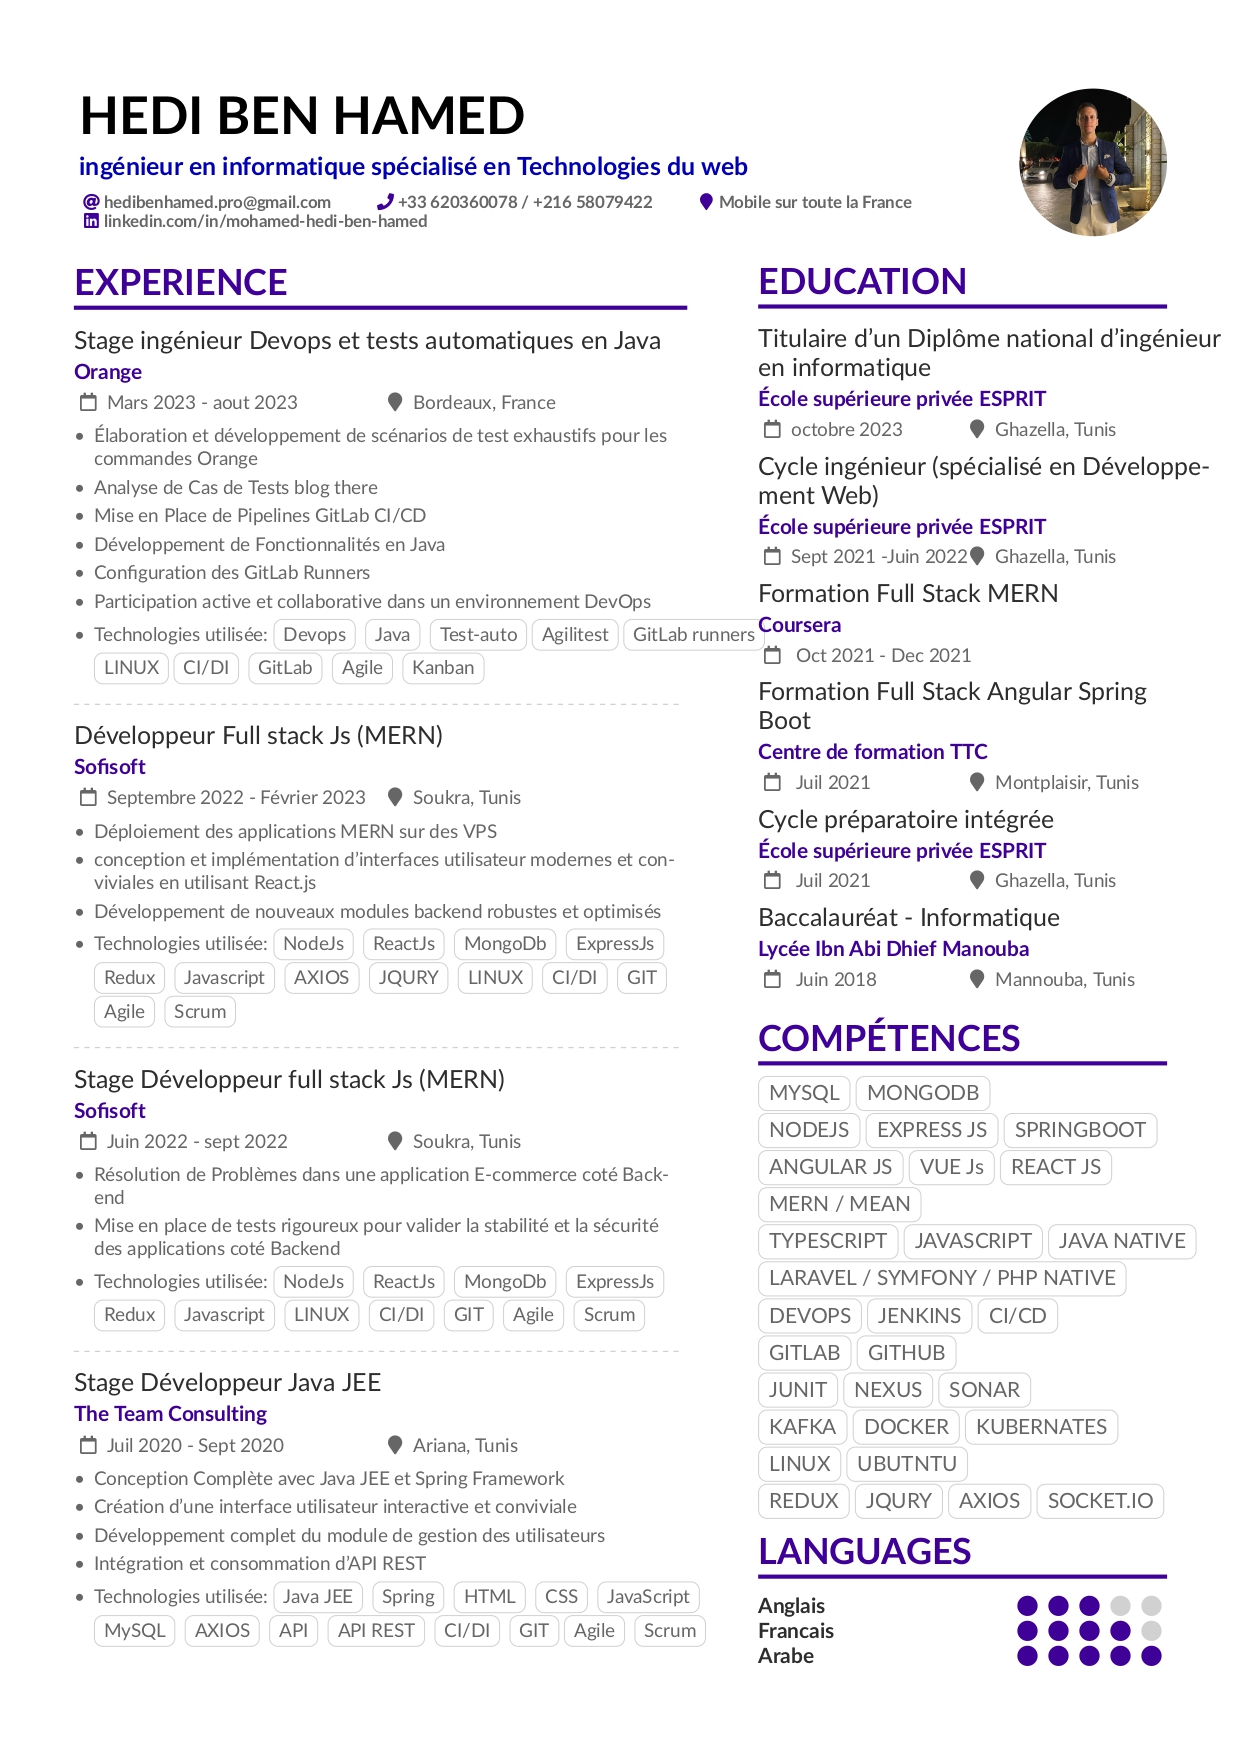 HEDI BEN HAMED
ingénieur en informatique spécialisé en Technologies du web
hedibenhamed.pro@gmail.com +33 620360078 / +216 58079422 Mobile sur toute la France
linkedin.com/in/mohamed-hedi-ben-hamed
EXPERIENCE
Stage ingénieur Devops et tests automatiques en Java
Orange
Mars 2023 - aout 2023 Bordeaux, France
• Élaboration et développement de scénarios de test exhaustifs pour les
commandes Orange
• Analyse de Cas de Tests blog there
• Mise en Place de Pipelines GitLab CI/CD
• Développement de Fonctionnalités en Java
• Configuration des GitLab Runners
• Participation active et collaborative dans un environnement DevOps
• Technologies utilisée: Devops Java Test-auto Agilitest GitLab runners
LINUX CI/DI GitLab Agile Kanban
Développeur Full stack Js (MERN)
Sofisoft
Septembre 2022 - Février 2023 Soukra, Tunis
• Déploiement des applications MERN sur des VPS
• conception et implémentation d'interfaces utilisateur modernes et con-
viviales en utilisant React.js
• Développement de nouveaux modules backend robustes et optimisés
• Technologies utilisée: NodeJs ReactJs MongoDb ExpressJs
Redux Javascript AXIOS JQURY LINUX CI/DI GIT
Agile Scrum
Stage Développeur full stack Js (MERN)
Sofisoft
Juin 2022 - sept 2022 Soukra, Tunis
• Résolution de Problèmes dans une application E-commerce coté Back-
end
• Mise en place de tests rigoureux pour valider la stabilité et la sécurité
des applications coté Backend
• Technologies utilisée: NodeJs ReactJs MongoDb ExpressJs
Redux Javascript LINUX CI/DI GIT Agile Scrum
Stage Développeur Java JEE
The Team Consulting
Juil 2020 - Sept 2020 Ariana, Tunis
• Conception Complète avec Java JEE et Spring Framework
• Création d'une interface utilisateur interactive et conviviale
• Développement complet du module de gestion des utilisateurs
• Intégration et consommation d'API REST
• Technologies utilisée: Java JEE Spring HTML CSS JavaScript
MySQL AXIOS API API REST CI/DI GIT Agile Scrum
EDUCATION
Titulaire d'un Diplôme national d'ingénieur
en informatique
École supérieure privée ESPRIT
octobre 2023 Ghazella, Tunis
Cycle ingénieur (spécialisé en Développe-
ment Web)
École supérieure privée ESPRIT
Sept 2021 -Juin 2022 Ghazella, Tunis
Formation Full Stack MERN
Coursera
Oct 2021 - Dec 2021
Formation Full Stack Angular Spring
Boot
Centre de formation TTC
Juil 2021 Montplaisir, Tunis
Cycle préparatoire intégrée
École supérieure privée ESPRIT
Juil 2021 Ghazella, Tunis
Baccalauréat - Informatique
Lycée Ibn Abi Dhief Manouba
Juin 2018 Mannouba, Tunis
COMPÉTENCES
MYSQL MONGODB
NODEJS EXPRESS JS SPRINGBOOT
ANGULAR JS VUE Js REACT JS
MERN / MEAN
TYPESCRIPT JAVASCRIPT JAVA NATIVE
LARAVEL / SYMFONY / PHP NATIVE
DEVOPS JENKINS CI/CD
GITLAB GITHUB
JUNIT NEXUS SONAR
KAFKA DOCKER KUBERNATES
LINUX UBUTNTU
REDUX JQURY AXIOS SOCKET.IO
LANGUAGES
Anglais
Francais
Arabe